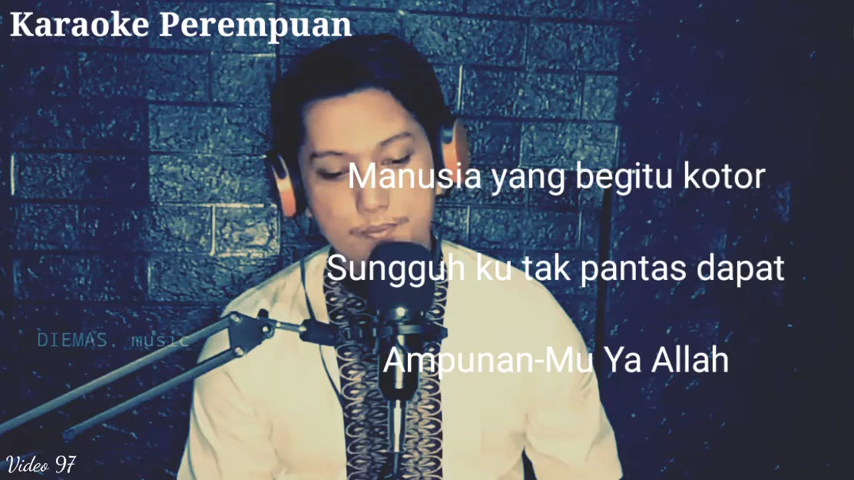 Karaoke Perempuan
Manusia yang begitu kotor
Sungguh ku tak pantas dapat
Ampunan-Mu Ya Allah
DIEMAS. music
Video 97